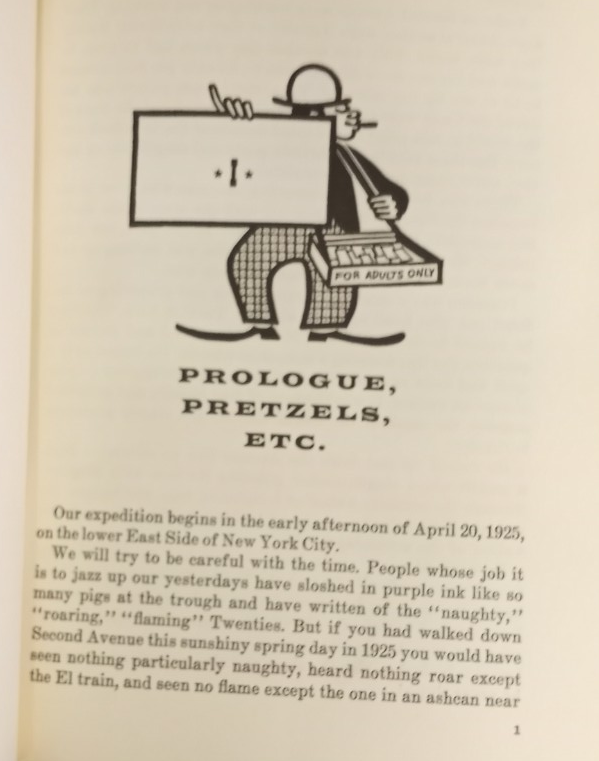 * I *
FOR ADULTS ONLY
PROLOGUE,
PRETZELS,
ETC.
Our expedition begins in the early afternoon of April 20, 1925,
on the lower East Side of New York City.
We will try to be careful with the time. People whose job it
is to jazz up our yesterdays have sloshed in purple ink like so
many pigs at the trough and have written of the "naughty,"
"roaring," "flaming" Twenties. But if you had walked down
Second Avenue this sunshiny spring day in 1925 you would have
seen nothing particularly naughty, heard nothing roar except
the El train, and seen no flame except the one in an ashcan near
1